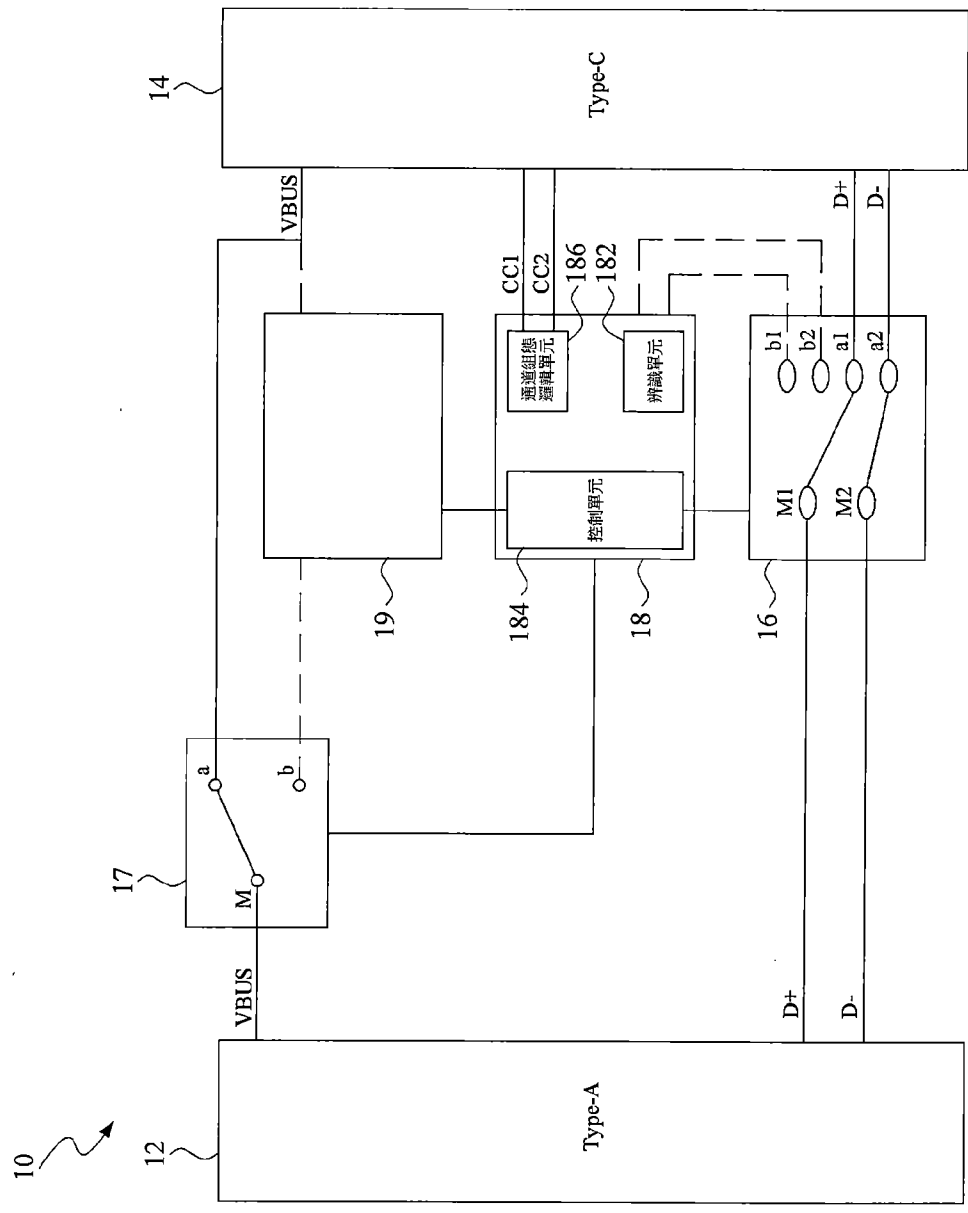 10
12
Type-A
VBUS
D+
D-
17
M
a
b
19
184
18
控制單元
通道組態
邏輯單元
186
辨識單元
182
CC1
CC2
16
M1
M2
b1
b2
a1
a2
VBUS
D+
D-
14
Type-C